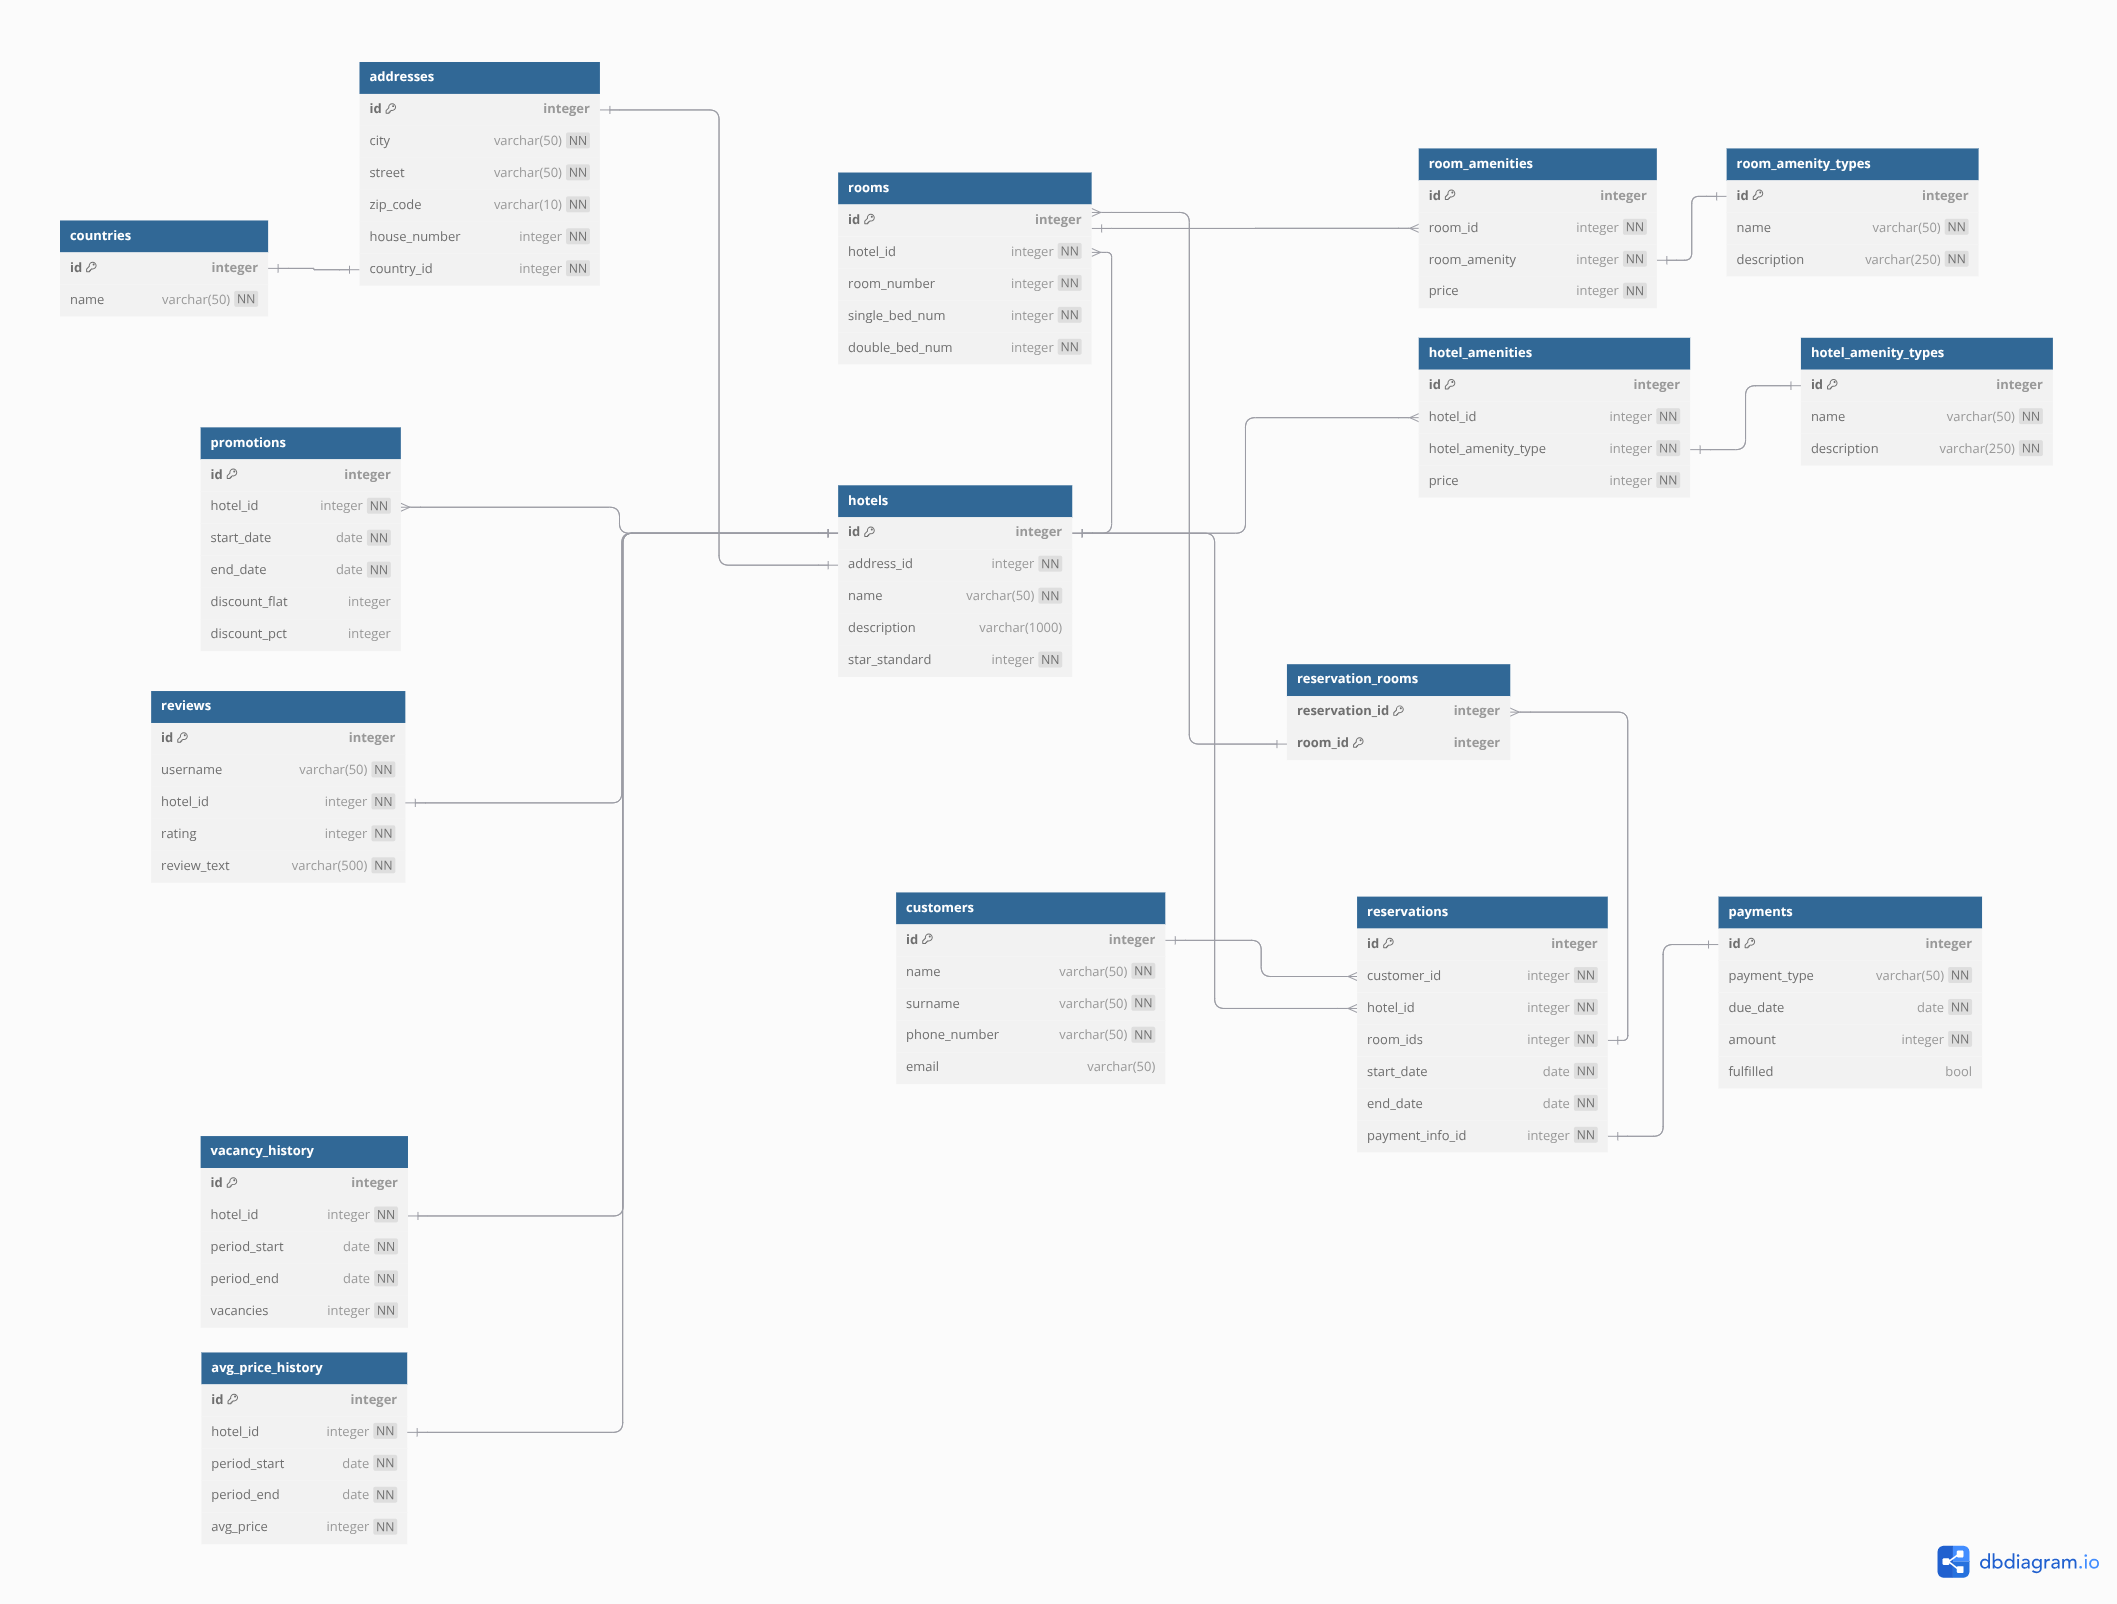 addresses
id integer
city varchar(50) NN
street varchar(50) NN
zip_code varchar(10) NN
house_number integer NN
country_id integer NN
countries
id integer
name varchar(50) NN
rooms
id integer
hotel_id integer NN
room_number integer NN
single_bed_num integer NN
double_bed_num integer NN
room_amenities
id integer
room_id integer NN
room_amenity integer NN
price integer NN
room_amenity_types
id integer
name varchar(50) NN
description varchar(250) NN
hotel_amenities
id integer
hotel_id integer NN
hotel_amenity_type integer NN
price integer NN
hotel_amenity_types
id integer
name varchar(50) NN
description varchar(250) NN
promotions
id integer
hotel_id integer NN
start_date date NN
end_date date NN
discount_flat integer
discount_pct integer
hotels
id integer
address_id integer NN
name varchar(50) NN
description varchar(1000)
star_standard integer NN
reviews
id integer
username varchar(50) NN
hotel_id integer NN
rating integer NN
review_text varchar(500) NN
reservation_rooms
reservation_id integer
room_id integer
customers
id integer
name varchar(50) NN
surname varchar(50) NN
phone_number varchar(50) NN
email varchar(50)
reservations
id integer
customer_id integer NN
hotel_id integer NN
room_ids integer NN
start_date date NN
end_date date NN
payment_info_id integer NN
payments
id integer
payment_type varchar(50) NN
due_date date NN
amount integer NN
fulfilled bool
vacancy_history
id integer
hotel_id integer NN
period_start date NN
period_end date NN
vacancies integer NN
avg_price_history
id integer
hotel_id integer NN
period_start date NN
period_end date NN
avg_price integer NN
dbdiagram.io